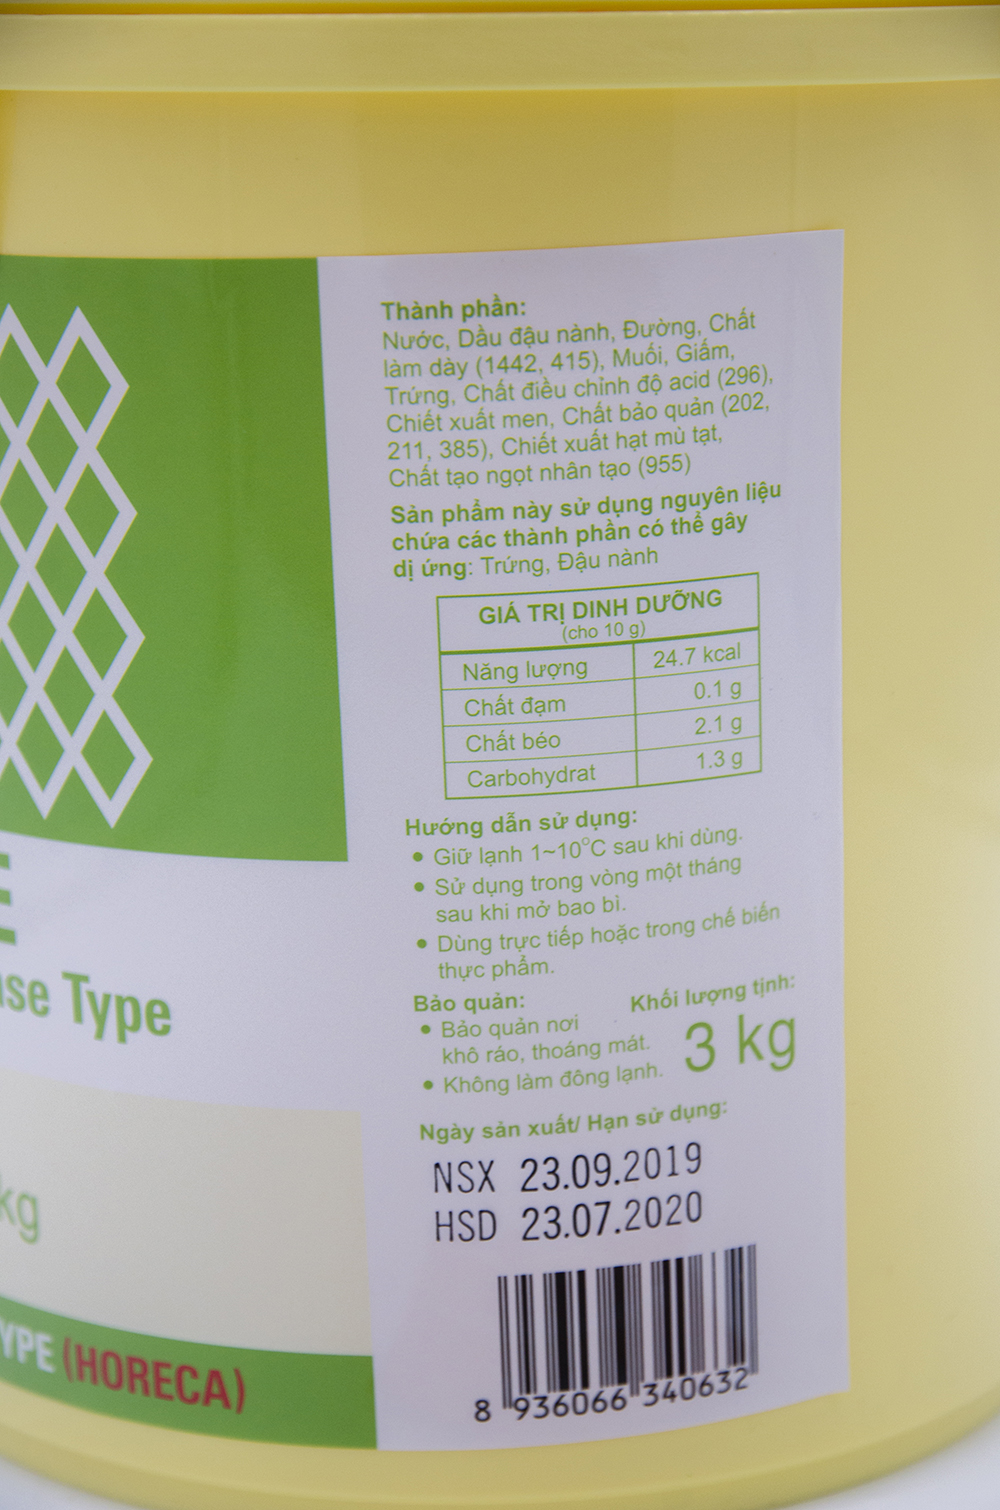 Thành phần:
Nước, Dầu đậu nành, Đường, Chất
làm dày (1442, 415), Muối, Giấm,
Trứng, Chất điều chỉnh độ acid (296),
Chiết xuất men, Chất bảo quản (202,
211, 385), Chiết xuất hạt mù tạt,
Chất tạo ngọt nhân tạo (955)
Sản phẩm này sử dụng nguyên liệu
chứa các thành phần có thể gây
dị ứng: Trứng, Đậu nành
GIÁ TRỊ DINH DƯỠNG
(cho 10 g)
Năng lượng 24.7 kcal
Chất đạm 0.1 g
Chất béo 2.1 g
Carbohydrat 1.3 g
Hướng dẫn sử dụng:
• Giữ lạnh 1~10°C sau khi dùng.
• Sử dụng trong vòng một tháng
sau khi mở bao bì.
• Dùng trực tiếp hoặc trong chế biến
thực phẩm.
Bảo quản:
• Bảo quản nơi
khô ráo, thoáng mát.
• Không làm đông lạnh.
Khối lượng tịnh:
3 kg
Ngày sản xuất/ Hạn sử dụng:
NSX 23.09.2019
HSD 23.07.2020
8 936066 340632
E
se Type
kg
YPE (HORECA)